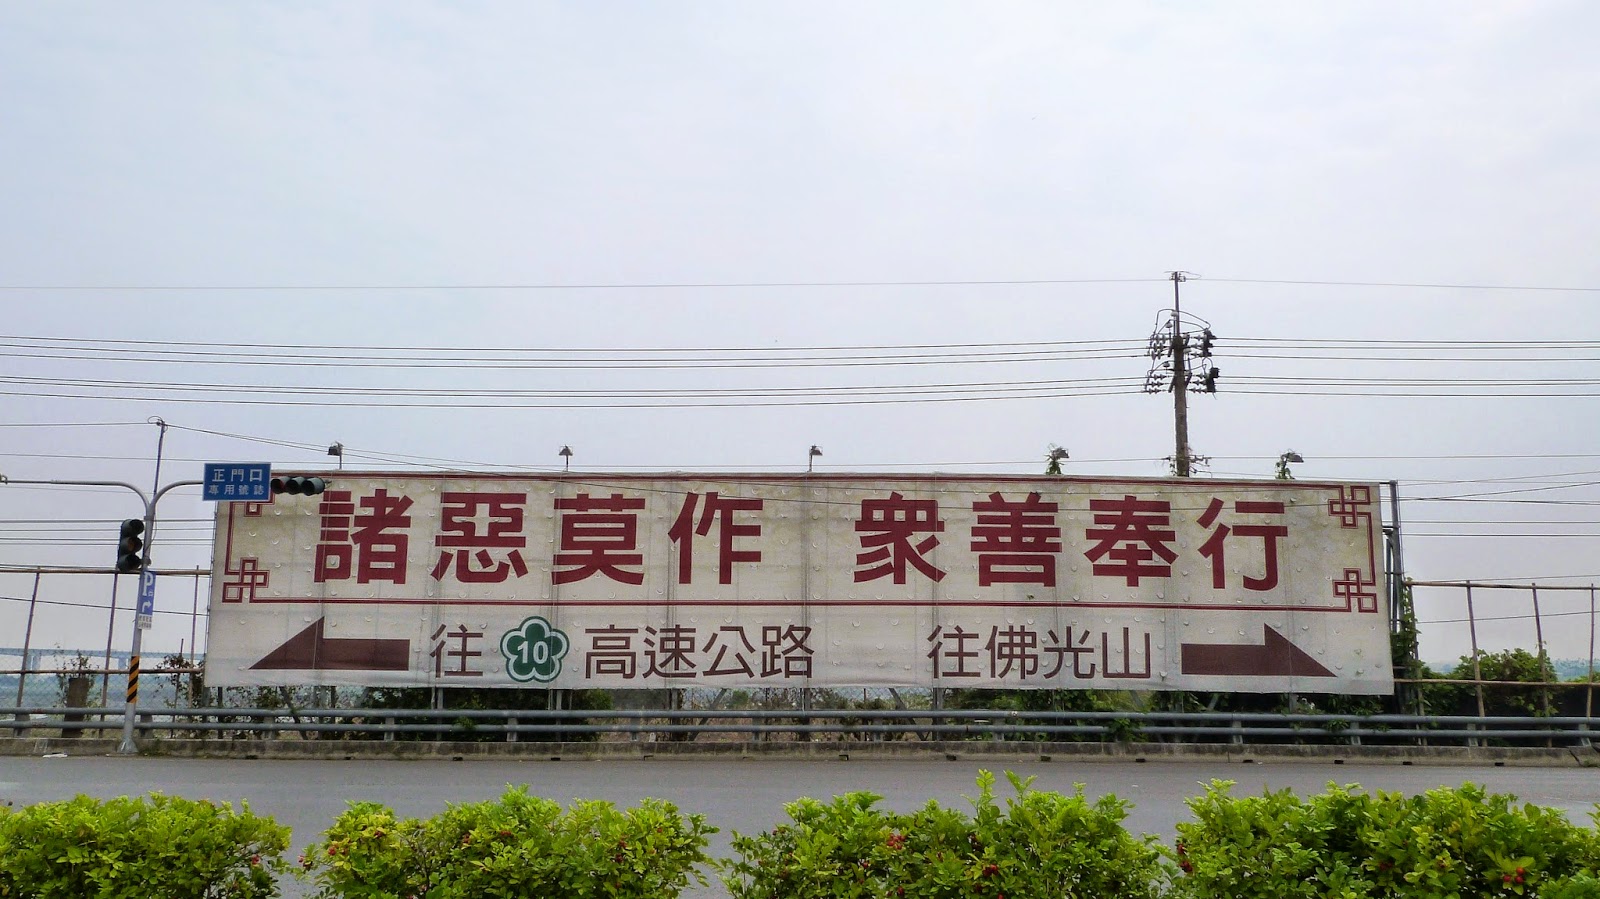 正門口
專用號誌
諸惡莫作 衆善奉行
往 10 高速公路 往佛光山